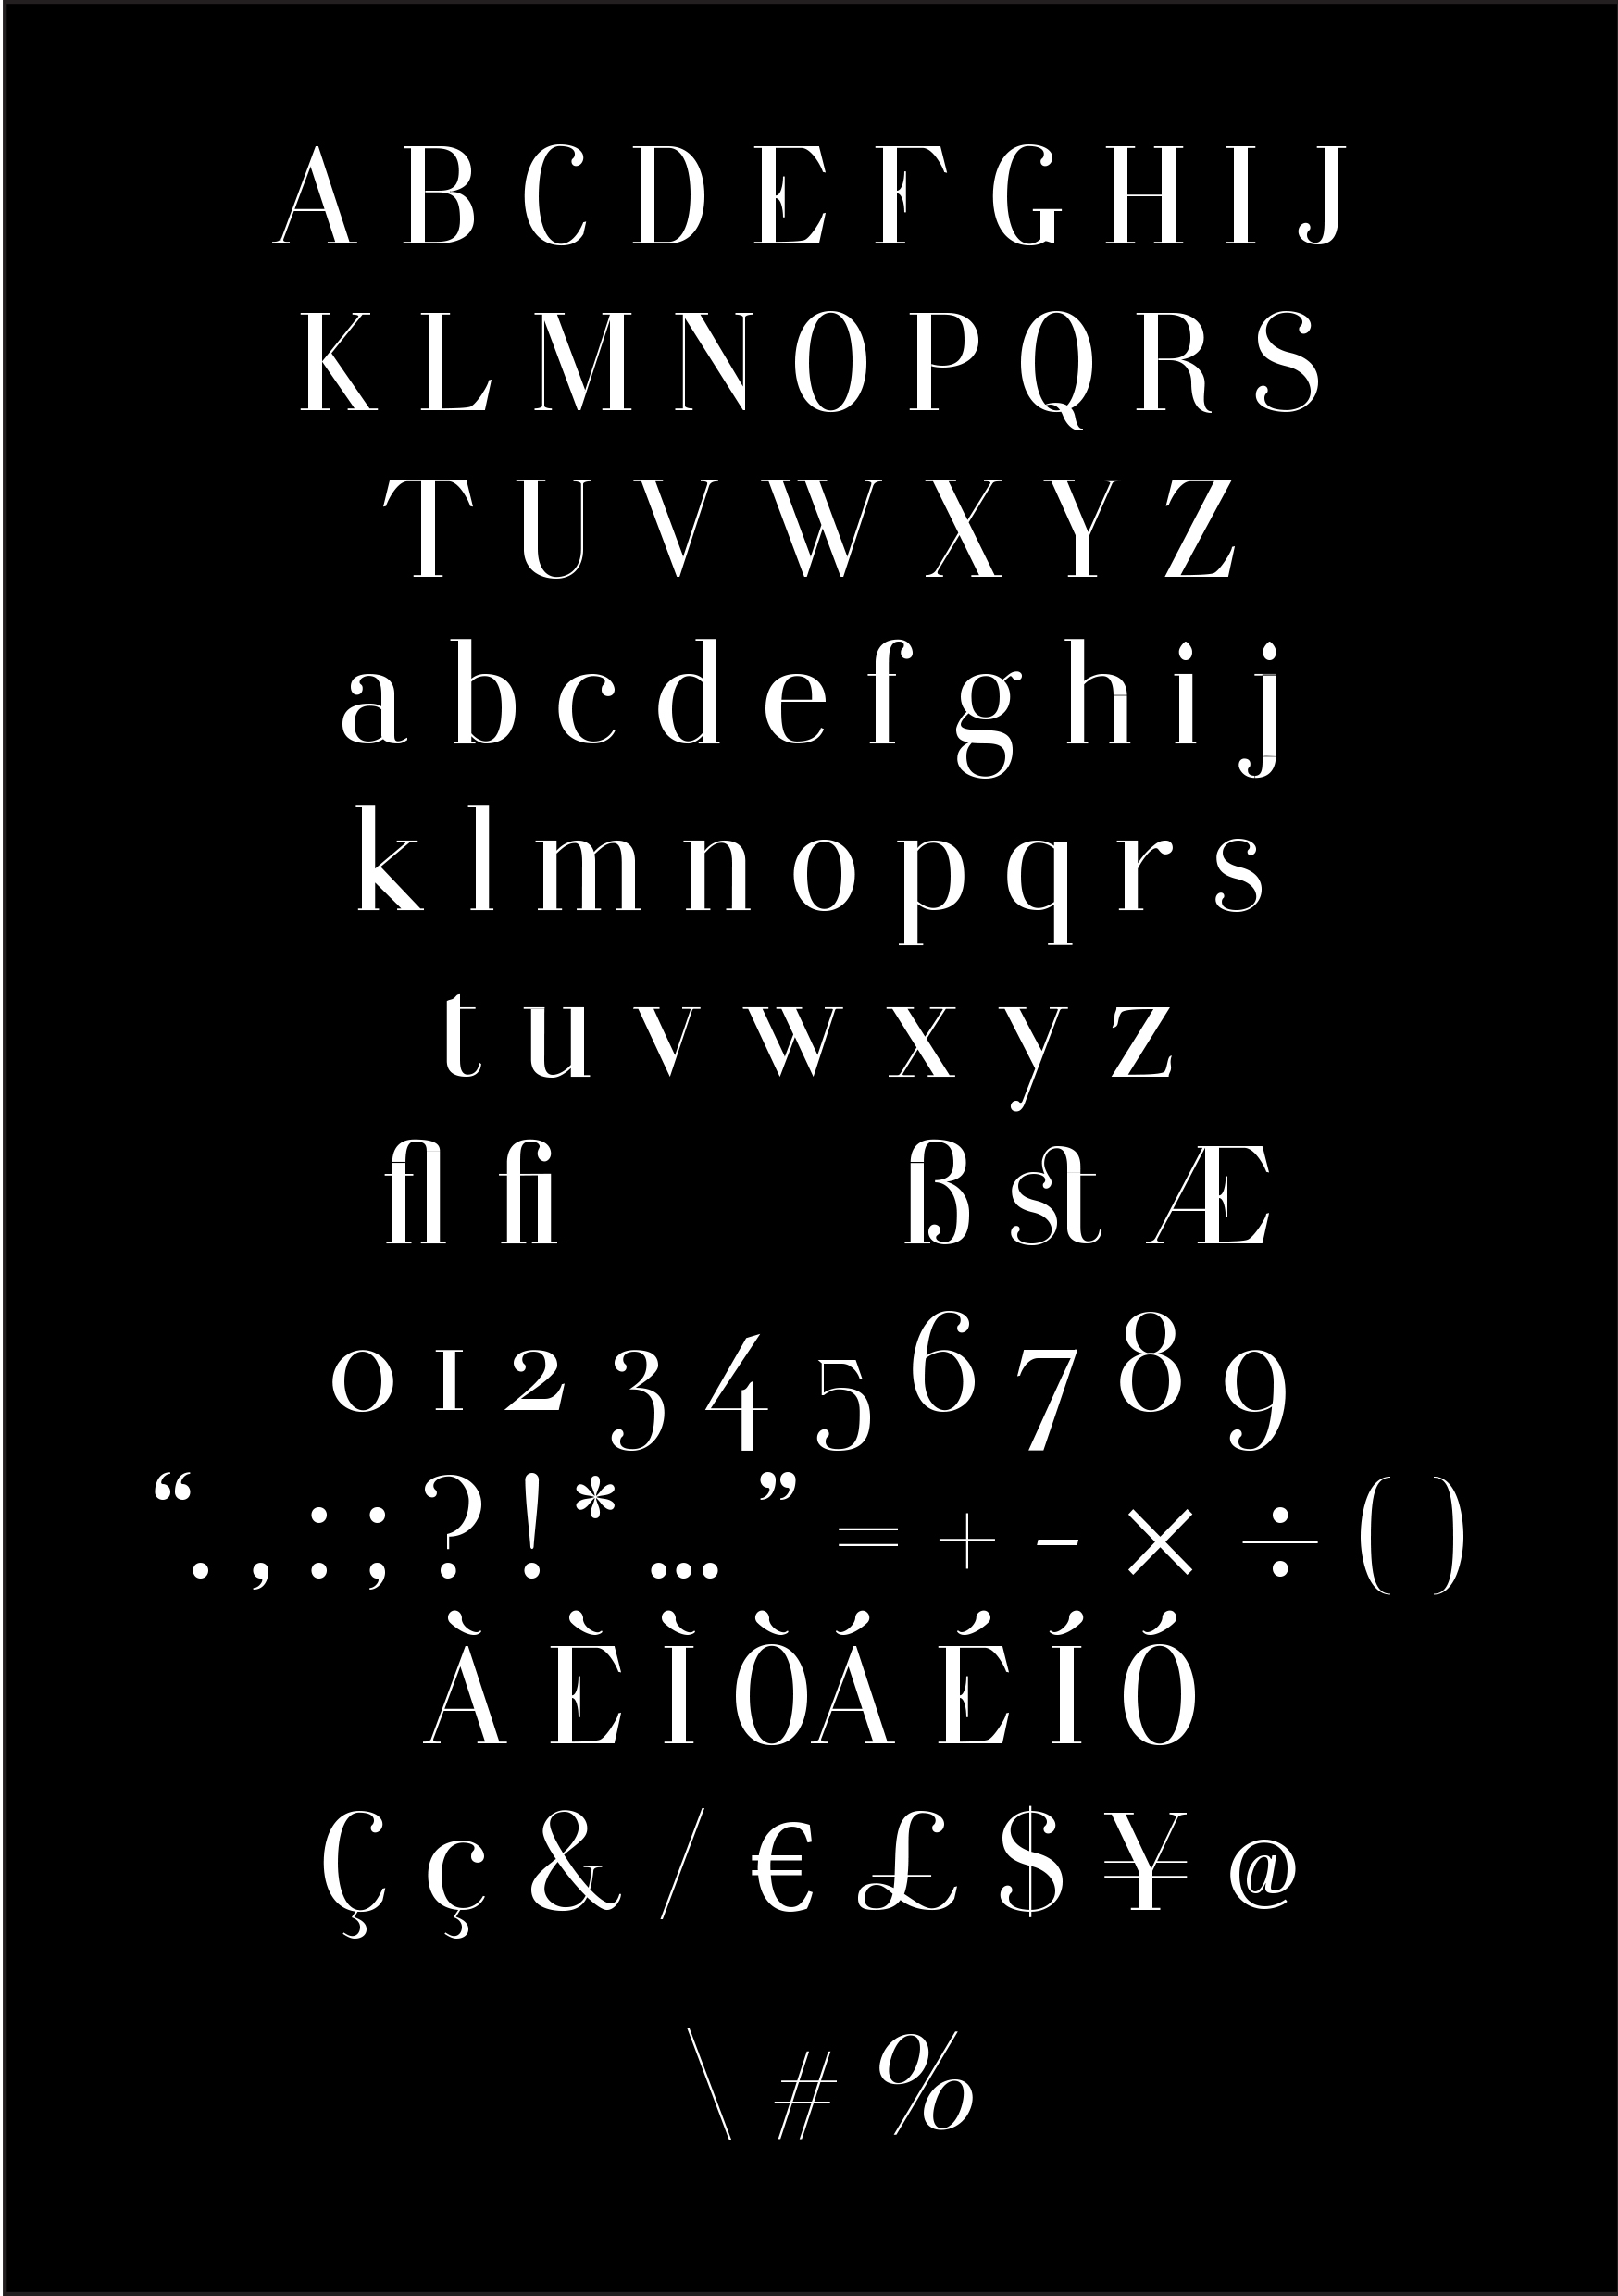 A B C D E F G H I J
K L M N O P Q R S
T U V W X Y Z
a b c d e f g h i j
k l m n o p q r s
t u v w x y z
fl fi ß st Æ
0 1 2 3 4 5 6 7 8 9
“ . , : ; ? ! * … ” = + - × ÷ ( )
À È Ì Ò Á É Í Ó
Ç ç & / € £ $ ¥ @
\ # %